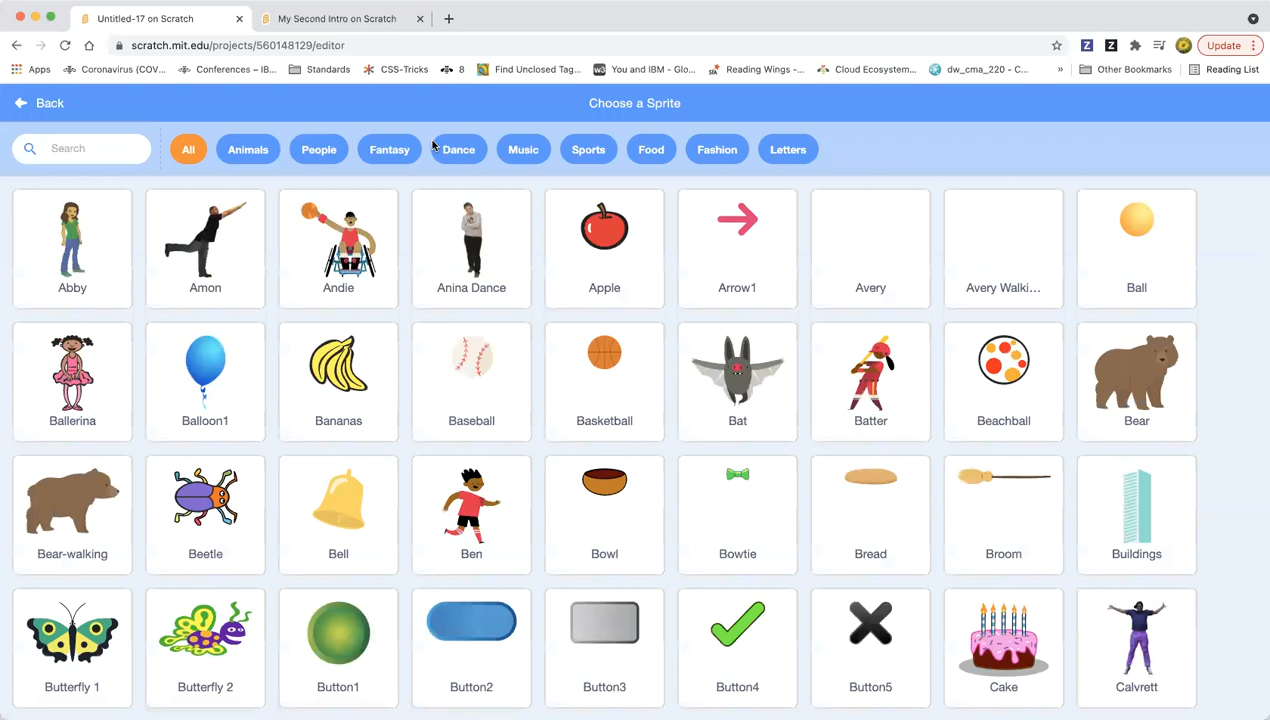 Untitled-17 on Scratch
My Second Intro on Scratch
scratch.mit.edu/projects/560148129/editor
Update
Apps
Coronavirus (COV...
Conferences – IB...
Standards
CSS-Tricks
8
Find Unclosed Tag...
w3
You and IBM - Glo...
Reading Wings -...
Cloud Ecosystem...
dw_cma_220 - C...
»
Other Bookmarks
Reading List
Back
Choose a Sprite
Search
All
Animals
People
Fantasy
Dance
Music
Sports
Food
Fashion
Letters
Abby
Amon
Andie
Anina Dance
Apple
Arrow1
Avery
Avery Walki...
Ball
Ballerina
Balloon1
Bananas
Baseball
Basketball
Bat
Batter
Beachball
Bear
Bear-walking
Beetle
Bell
Ben
Bowl
Bowtie
Bread
Broom
Buildings
Butterfly 1
Butterfly 2
Button1
Button2
Button3
Button4
Button5
Cake
Calvrett